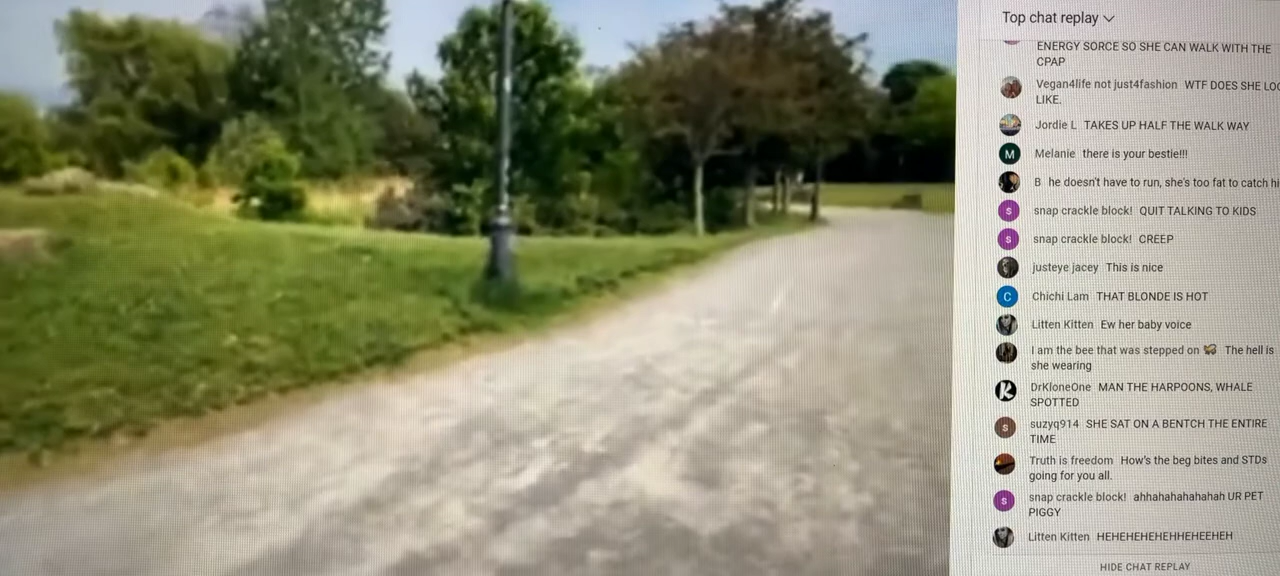 Top chat replay
ENERGY SORCE SO SHE CAN WALK WITH THE
CPAP
Vegan4life not just4fashion WTF DOES SHE LOO
LIKE.
Jordie L TAKES UP HALF THE WALK WAY
M Melanie there is your bestie!!!
B he doesn't have to run, she's too fat to catch hi
s snap crackle block! QUIT TALKING TO KIDS
s snap crackle block! CREEP
justeye jacey This is nice
C Chichi Lam THAT BLONDE IS HOT
Litten Kitten Ew her baby voice
I am the bee that was stepped on The hell is
she wearing
K DrKloneOne MAN THE HARPOONS, WHALE
SPOTTED
s suzyq914 SHE SAT ON A BENTCH THE ENTIRE
TIME
Truth is freedom How's the beg bites and STDs
going for you all.
s snap crackle block! ahhahahahahahah UR PET
PIGGY
Litten Kitten HEHEHEHEHEHHEHEEHEH
HIDE CHAT REPLAY